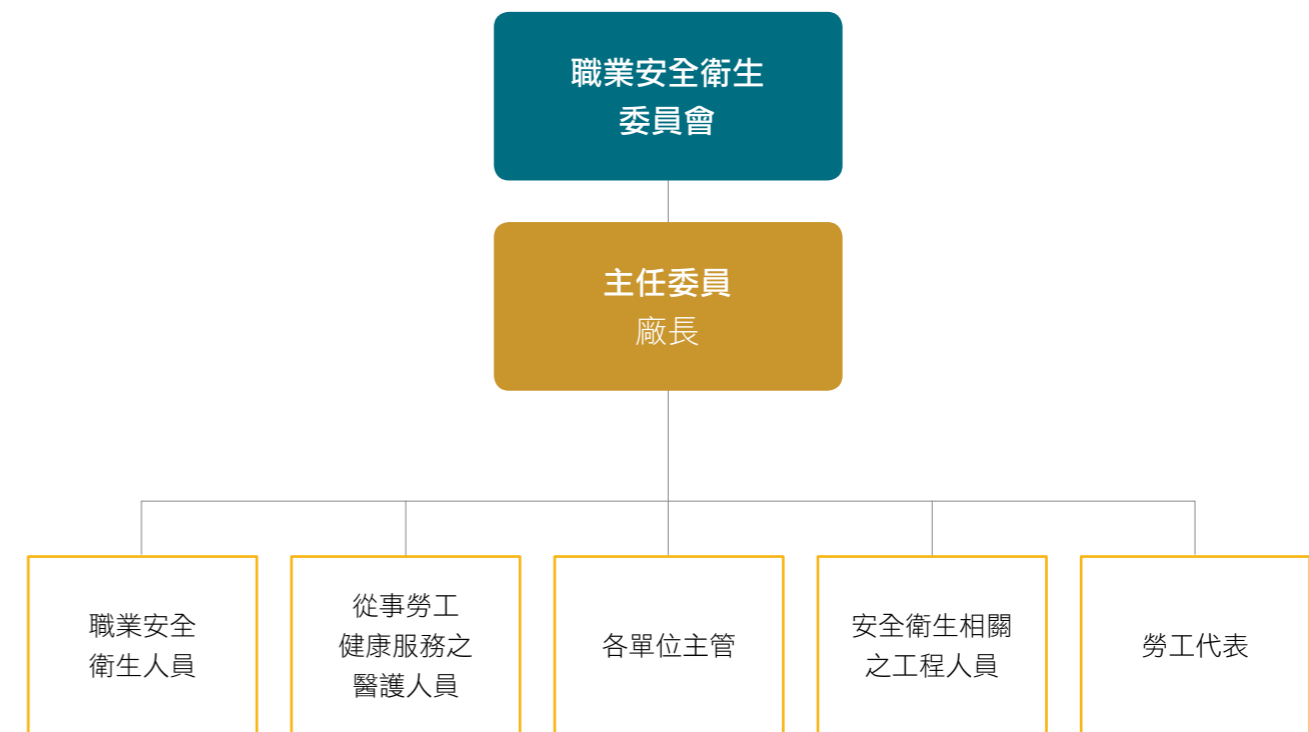 職業安全衛生
委員會
主任委員
廠長
職業安全
衛生人員
從事勞工
健康服務之
醫護人員
各單位主管
安全衛生相關
之工程人員
勞工代表